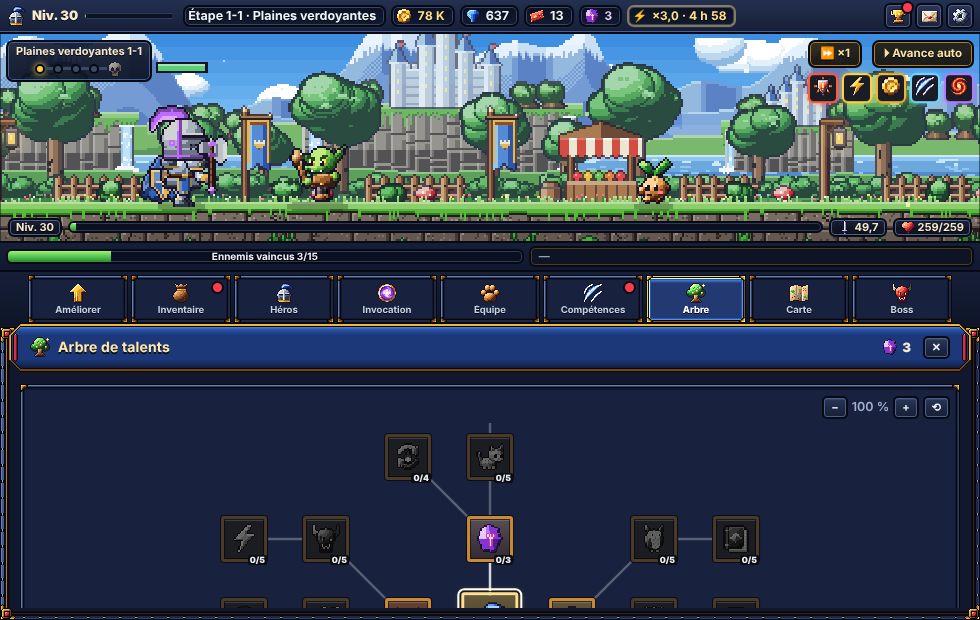 Niv. 30
Étape 1-1 · Plaines verdoyantes
78 K
637
13
3
×3,0 · 4 h 58
Plaines verdoyantes 1-1
×1
Avance auto
Niv. 30
49,7
259/259
Ennemis vaincus 3/15
—
Améliorer
Inventaire
Héros
Invocation
Equipe
Compétences
Arbre
Carte
Boss
Arbre de talents
3
×
−
100 %
+
0/4
0/5
0/5
0/5
0/3
0/5
0/5